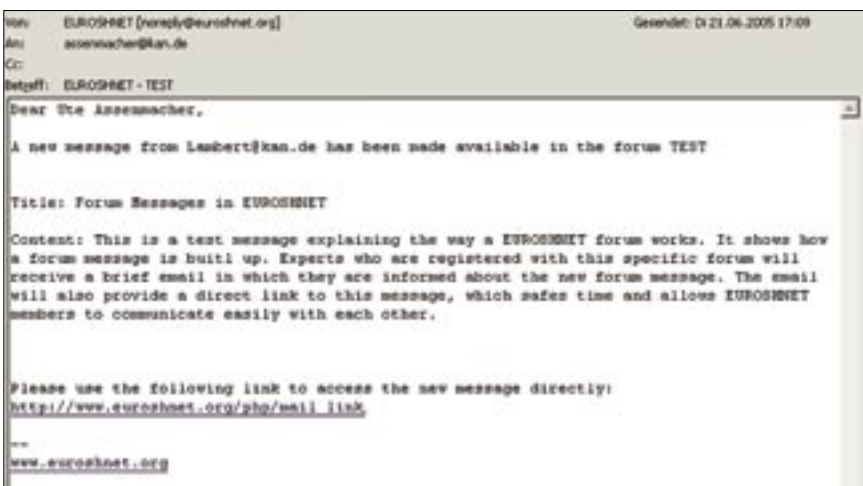 Von: EUROSHNET [noreply@euroshnet.org] Gesendet: Di 21.06.2005 17:09
An: assenmacher@kan.de
Cc:
Betreff: EUROSHNET - TEST
Dear Ute Assenmacher,
A new message from Lambert@kan.de has been made available in the forum TEST
Title: Forum Messages in EUROSHNET
Content: This is a test message explaining the way a EUROSHNET forum works. It shows how
a forum message is buitl up. Experts who are registered with this specific forum will
receive a brief email in which they are informed about the new forum message. The email
will also provide a direct link to this message, which safes time and allows EUROSHNET
members to communicate easily with each other.
Please use the following link to access the new message directly:
http://www.euroshnet.org/php/mail_link
--
www.euroshnet.org